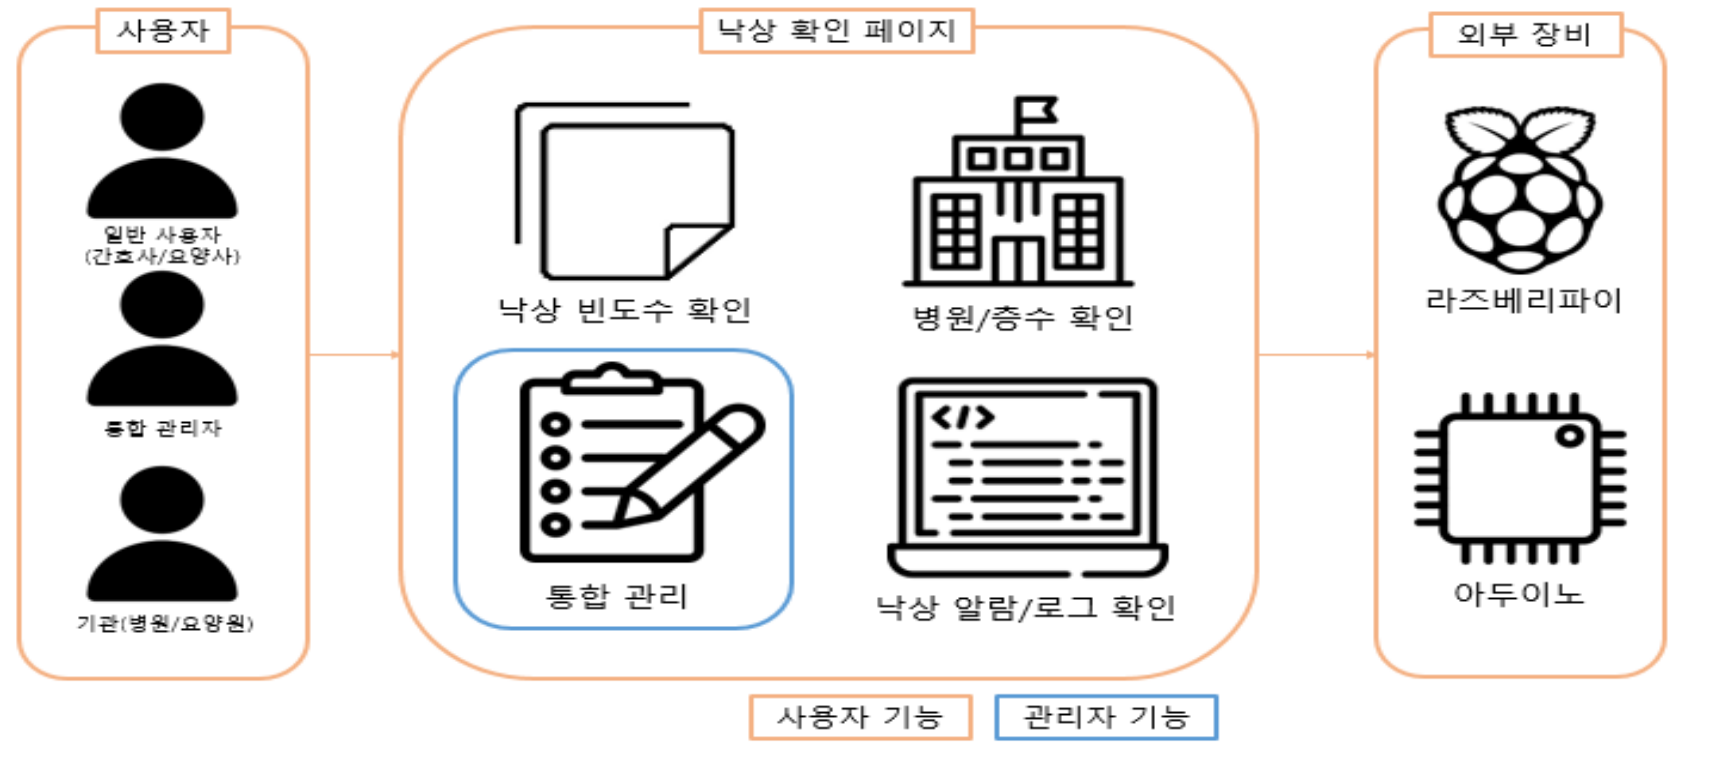 사용자
일반 사용자
(간호사/요양사)
통합 관리자
기관(병원/요양원)
낙상 확인 페이지
낙상 빈도수 확인
병원/층수 확인
통합 관리
</>
낙상 알람/로그 확인
외부 장비
라즈베리파이
아두이노
사용자 기능
관리자 기능